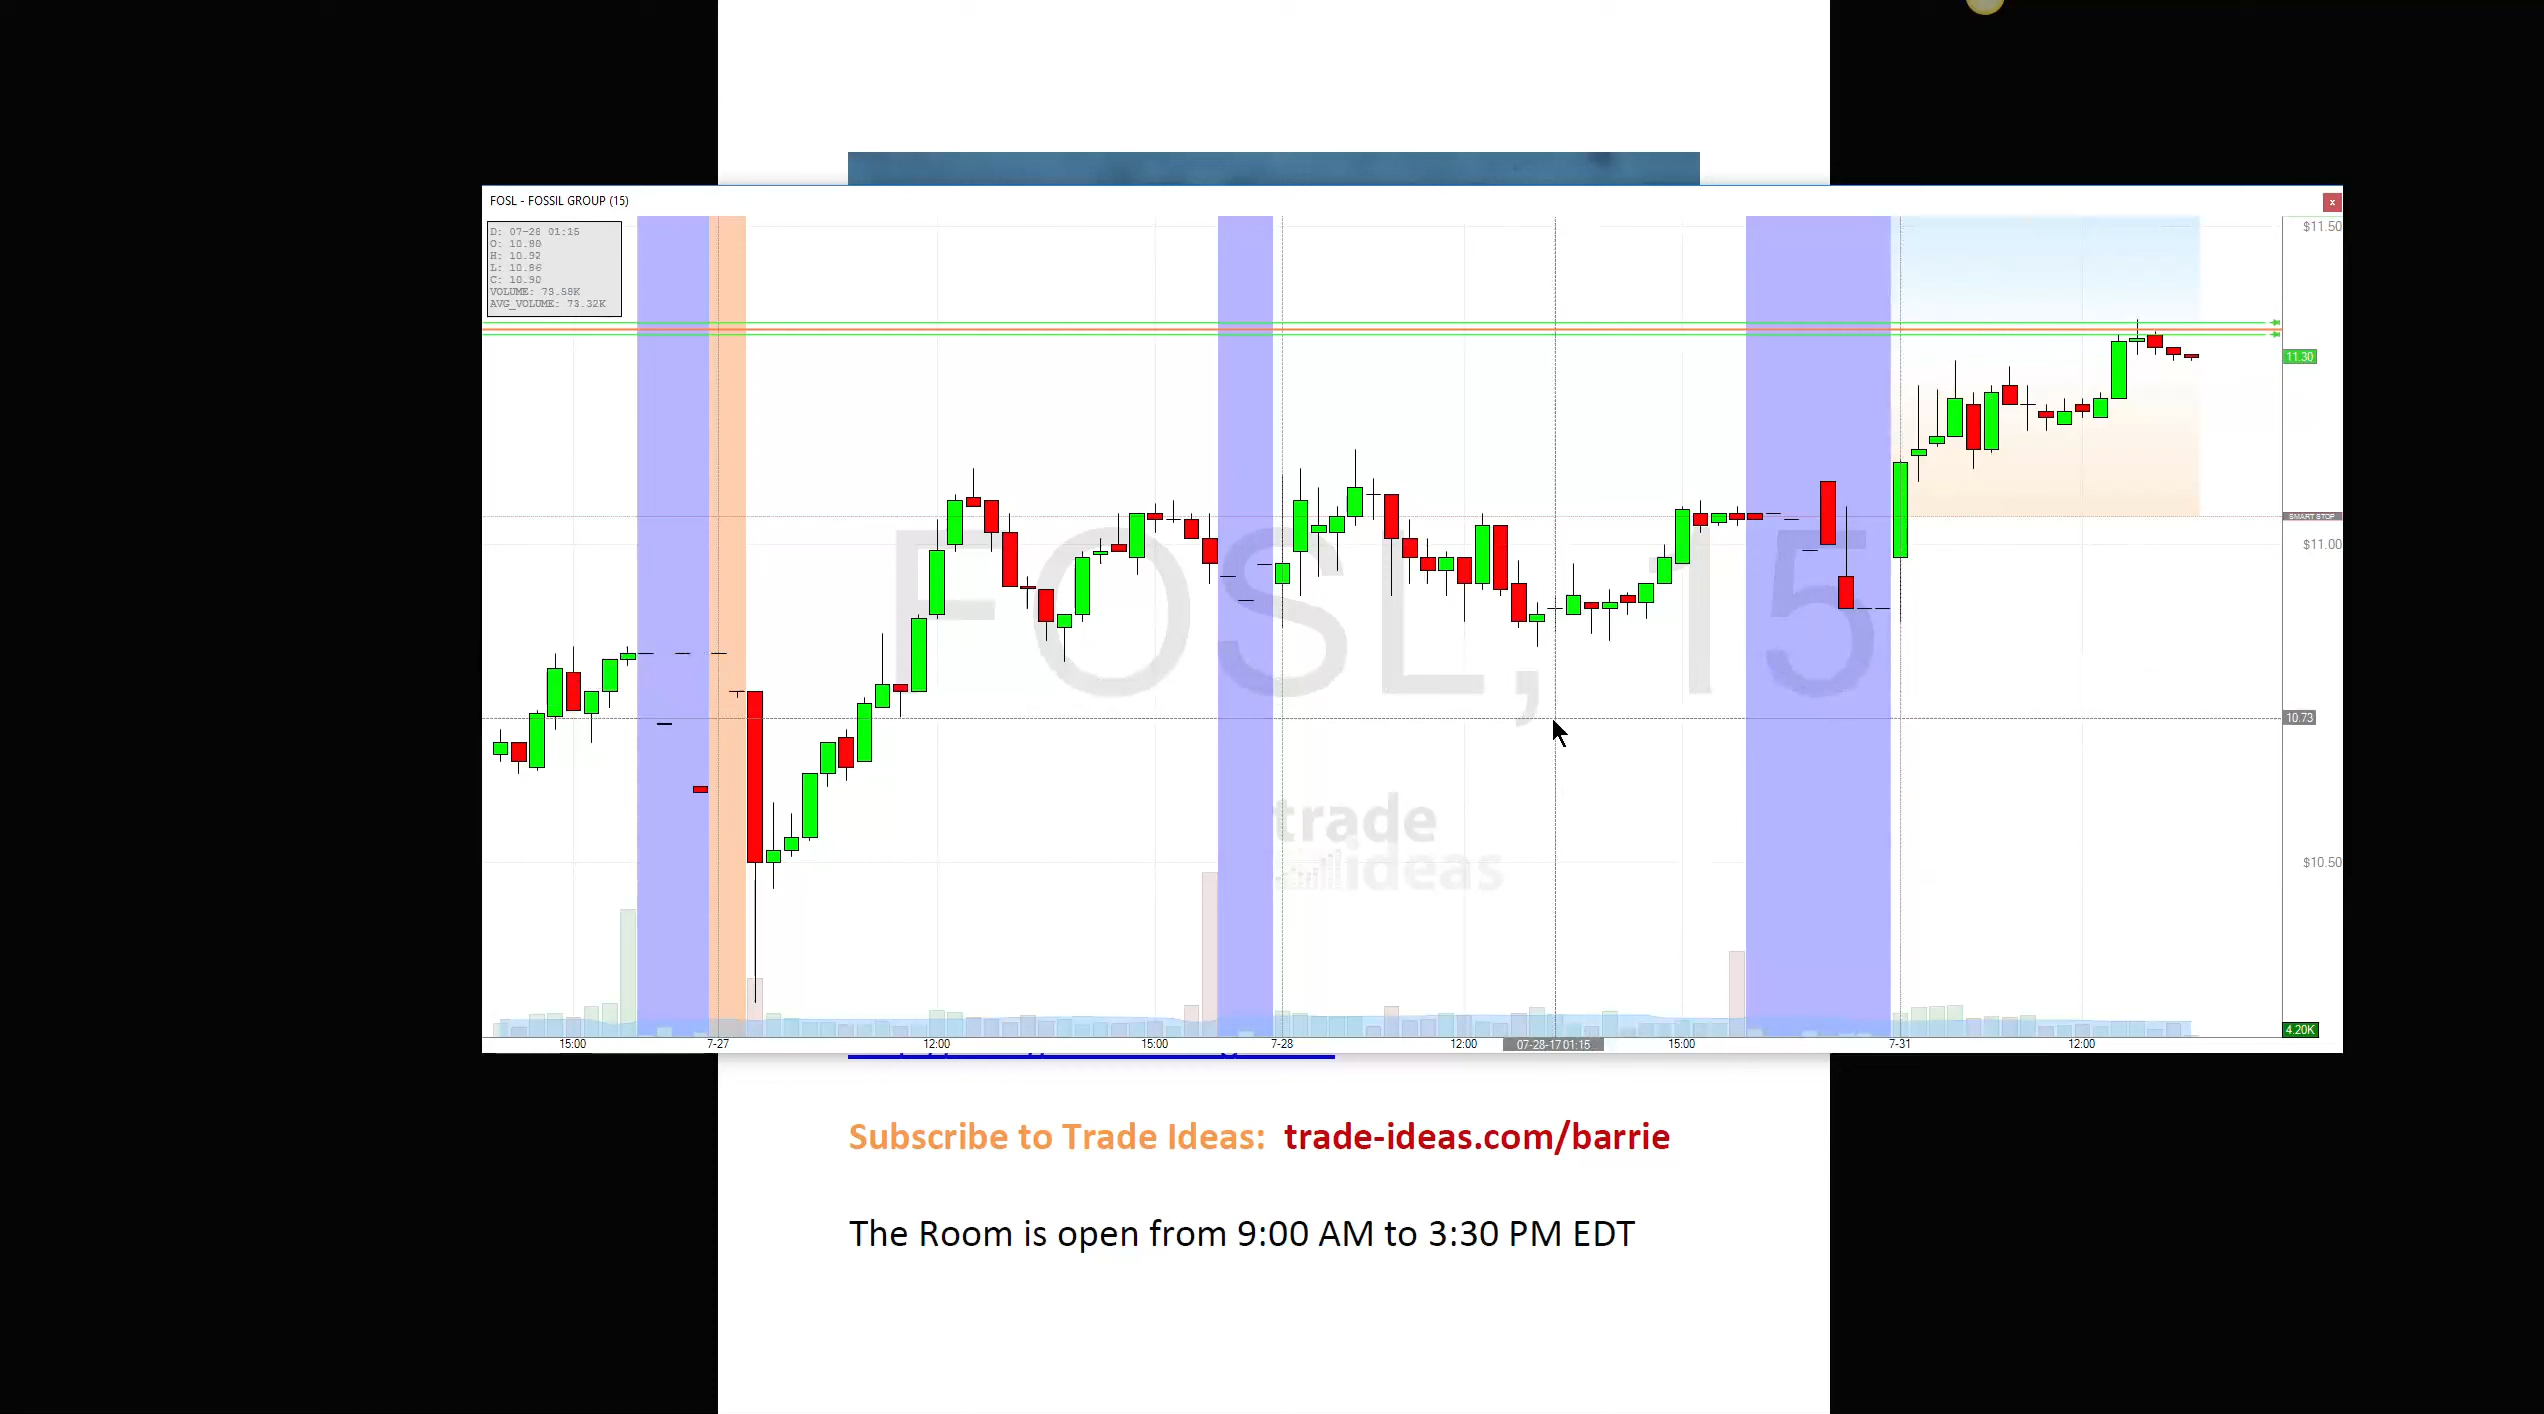 FOSL - FOSSIL GROUP (15)
x
D: 07-28 01:15
O: 10.80
H: 10.92
L: 10.86
C: 10.90
VOLUME: 73.58K
AVG_VOLUME: 73.32K
$11.50
11.30
SMART STOP
$11.00
FOSL, 15
10.73
trade
ideas
$10.50
4.20K
15:00 7-27 12:00 15:00 7-28 12:00 07-28-17 01:15 15:00 7-31 12:00
Subscribe to Trade Ideas: trade-ideas.com/barrie
The Room is open from 9:00 AM to 3:30 PM EDT